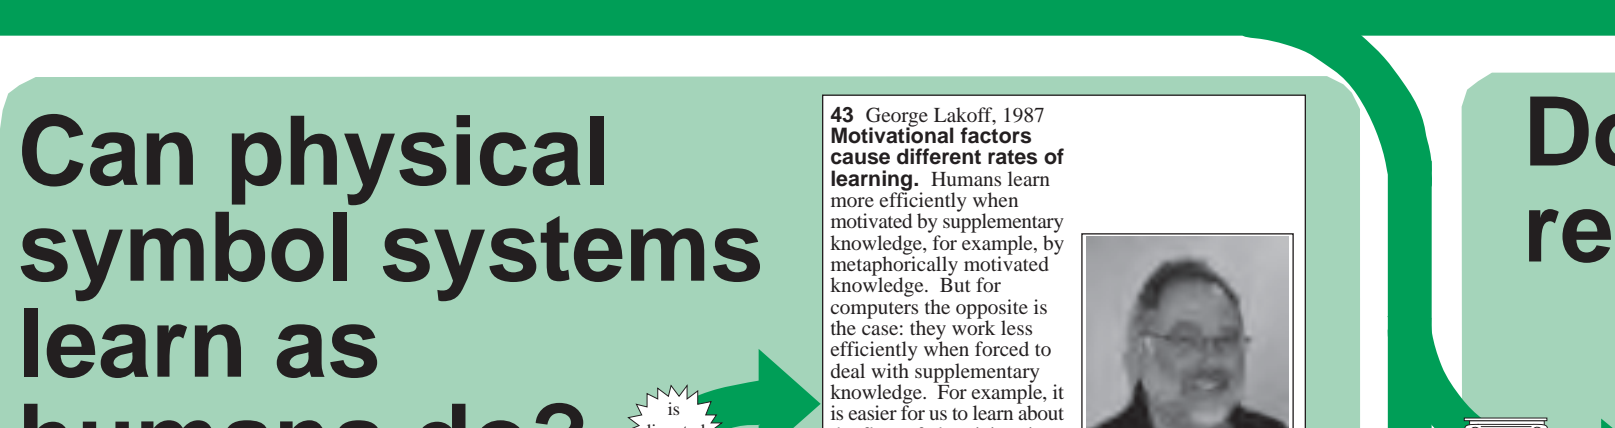 Can physical
symbol systems
learn as
humans do?
is
43 George Lakoff, 1987
Motivational factors
cause different rates of
learning. Humans learn
more efficiently when
motivated by supplementary
knowledge, for example, by
metaphorically motivated
knowledge. But for
computers the opposite is
the case: they work less
efficiently when forced to
deal with supplementary
knowledge. For example, it
is easier for us to learn about
Do
re